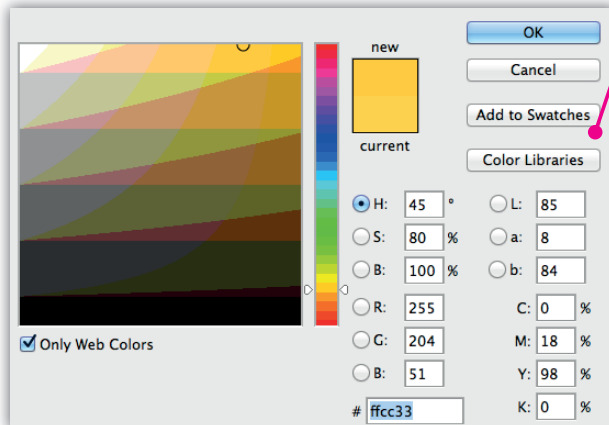 new
OK
Cancel
Add to Swatches
current
Color Libraries
H: 45 °
L: 85
S: 80 %
a: 8
B: 100 %
b: 84
R: 255
C: 0 %
G: 204
M: 18 %
B: 51
Y: 98 %
# ffcc33
K: 0 %
Only Web Colors